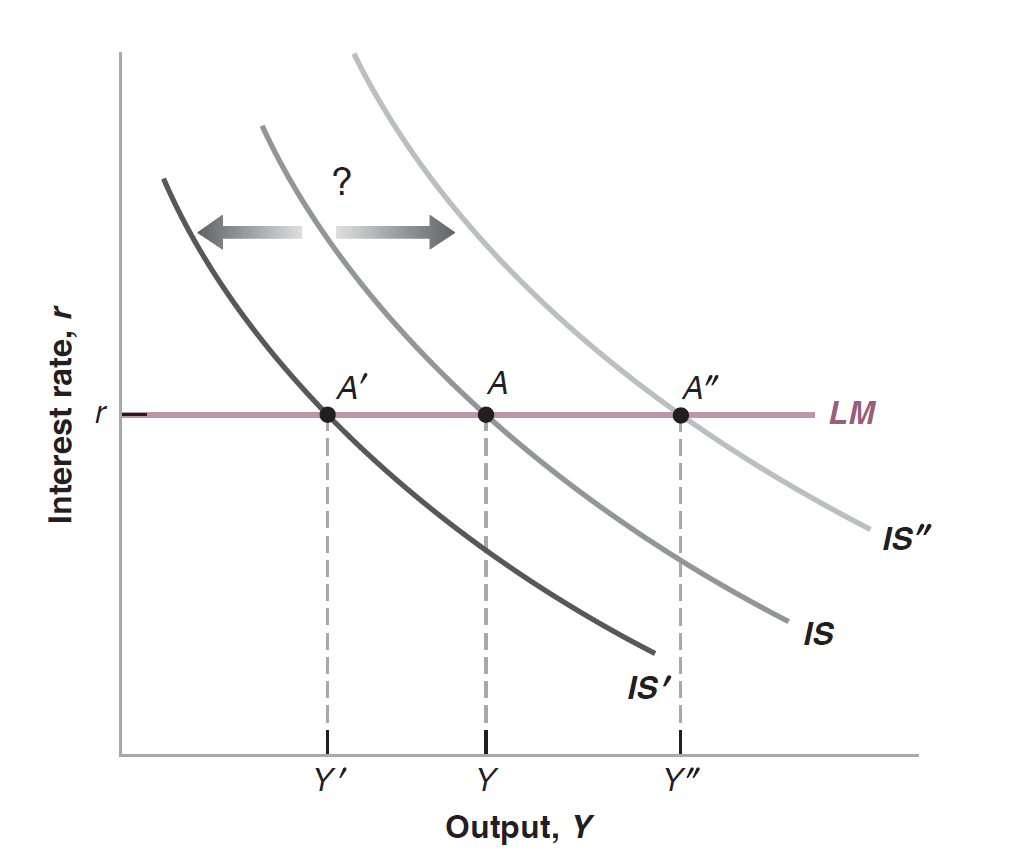 ?
Interest rate, r
r
A′
A
A″
LM
IS″
IS
IS′
Y′
Y
Y″
Output, Y